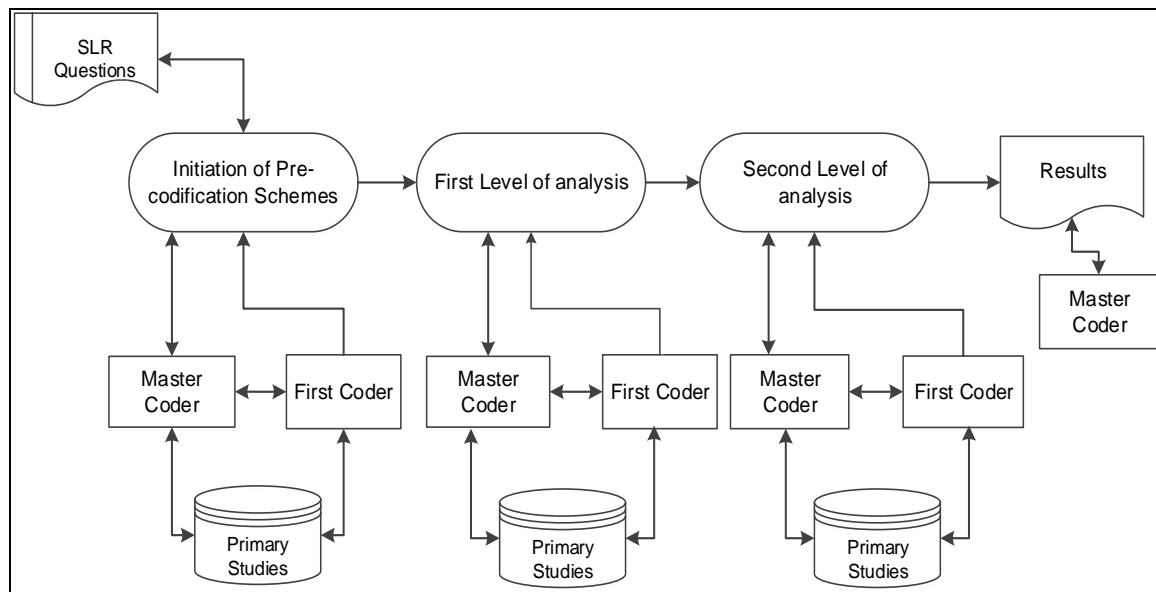 SLR
Questions
Initiation of Pre-
codification Schemes
First Level of analysis
Second Level of
analysis
Results
Master
Coder
Master
Coder
First Coder
Master
Coder
First Coder
Master
Coder
First Coder
Primary
Studies
Primary
Studies
Primary
Studies